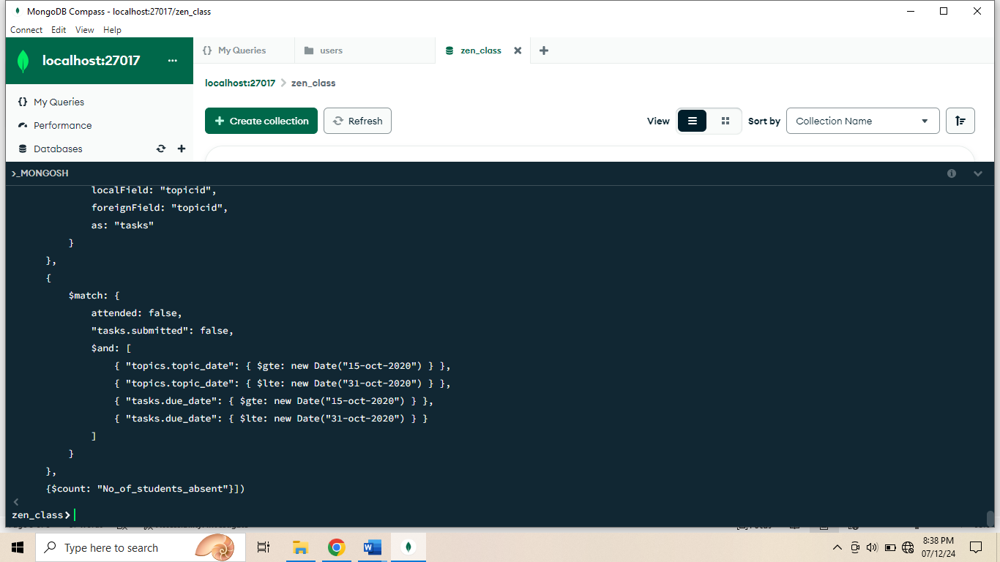 MongoDB Compass - localhost:27017/zen_class
Connect Edit View Help
localhost:27017 ...
{} My Queries
users
zen_class
My Queries
Performance
Databases
localhost:27017 > zen_class
+ Create collection
Refresh
View
Sort by
Collection Name
>_MONGOSH
localField: "topicid",
foreignField: "topicid",
as: "tasks"
}
},
{
$match: {
attended: false,
"tasks.submitted": false,
$and: [
{ "topics.topic_date": { $gte: new Date("15-oct-2020") } },
{ "topics.topic_date": { $lte: new Date("31-oct-2020") } },
{ "tasks.due_date": { $gte: new Date("15-oct-2020") } },
{ "tasks.due_date": { $lte: new Date("31-oct-2020") } }
]
}
},
{$count: "No_of_students_absent"}])
<
zen_class>
Type here to search
8:38 PM
07/12/24